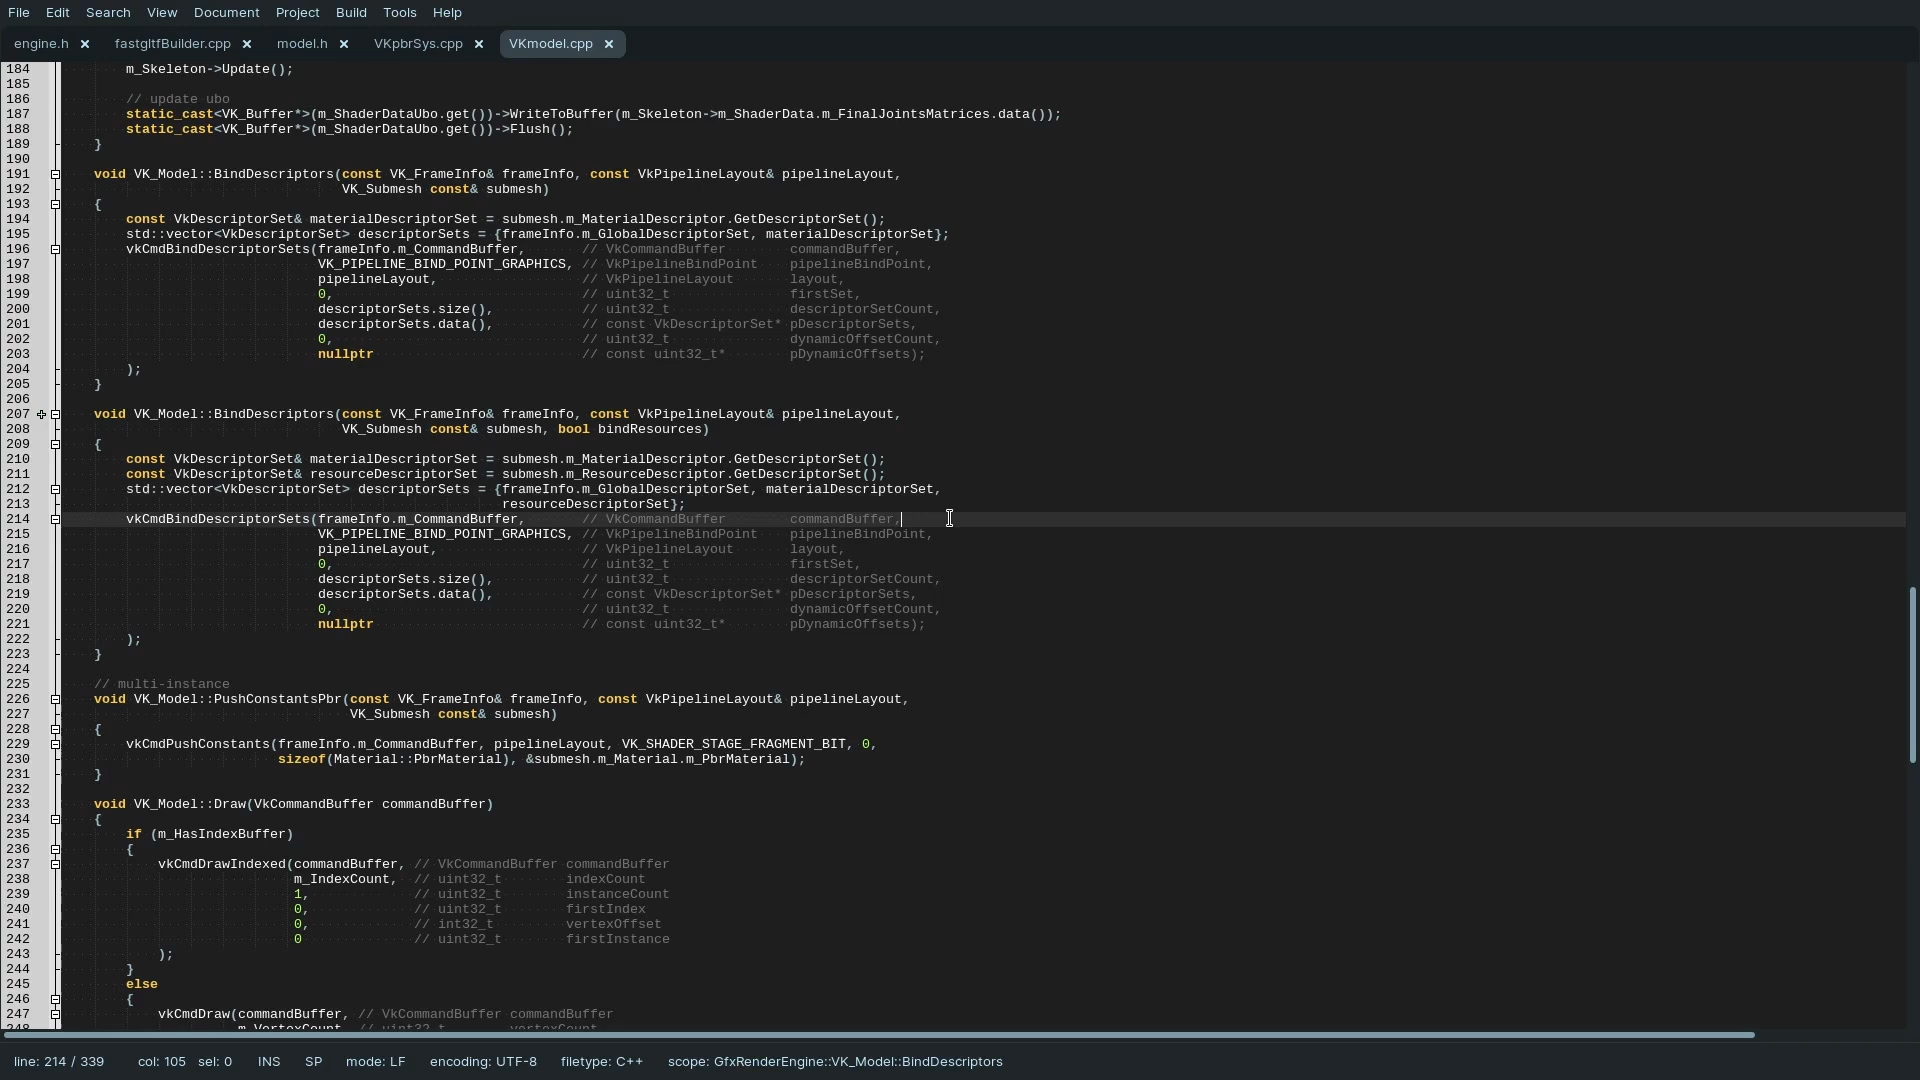 File Edit Search View Document Project Build Tools Help
engine.h × fastgltfBuilder.cpp × model.h × VKpbrSys.cpp × VKmodel.cpp ×
184 m_Skeleton->Update();
185
186 // update ubo
187 static_cast<VK_Buffer*>(m_ShaderDataUbo.get())->WriteToBuffer(m_Skeleton->m_ShaderData.m_FinalJointsMatrices.data());
188 static_cast<VK_Buffer*>(m_ShaderDataUbo.get())->Flush();
189 }
190
191 void VK_Model::BindDescriptors(const VK_FrameInfo& frameInfo, const VkPipelineLayout& pipelineLayout,
192 VK_Submesh const& submesh)
193 {
194 const VkDescriptorSet& materialDescriptorSet = submesh.m_MaterialDescriptor.GetDescriptorSet();
195 std::vector<VkDescriptorSet> descriptorSets = {frameInfo.m_GlobalDescriptorSet, materialDescriptorSet};
196 vkCmdBindDescriptorSets(frameInfo.m_CommandBuffer, // VkCommandBuffer commandBuffer,
197 VK_PIPELINE_BIND_POINT_GRAPHICS, // VkPipelineBindPoint pipelineBindPoint,
198 pipelineLayout, // VkPipelineLayout layout,
199 0, // uint32_t firstSet,
200 descriptorSets.size(), // uint32_t descriptorSetCount,
201 descriptorSets.data(), // const VkDescriptorSet* pDescriptorSets,
202 0, // uint32_t dynamicOffsetCount,
203 nullptr // const uint32_t* pDynamicOffsets);
204 );
205 }
206
207 void VK_Model::BindDescriptors(const VK_FrameInfo& frameInfo, const VkPipelineLayout& pipelineLayout,
208 VK_Submesh const& submesh, bool bindResources)
209 {
210 const VkDescriptorSet& materialDescriptorSet = submesh.m_MaterialDescriptor.GetDescriptorSet();
211 const VkDescriptorSet& resourceDescriptorSet = submesh.m_ResourceDescriptor.GetDescriptorSet();
212 std::vector<VkDescriptorSet> descriptorSets = {frameInfo.m_GlobalDescriptorSet, materialDescriptorSet,
213 resourceDescriptorSet};
214 vkCmdBindDescriptorSets(frameInfo.m_CommandBuffer, // VkCommandBuffer commandBuffer,
215 VK_PIPELINE_BIND_POINT_GRAPHICS, // VkPipelineBindPoint pipelineBindPoint,
216 pipelineLayout, // VkPipelineLayout layout,
217 0, // uint32_t firstSet,
218 descriptorSets.size(), // uint32_t descriptorSetCount,
219 descriptorSets.data(), // const VkDescriptorSet* pDescriptorSets,
220 0, // uint32_t dynamicOffsetCount,
221 nullptr // const uint32_t* pDynamicOffsets);
222 );
223 }
224
225 // multi-instance
226 void VK_Model::PushConstantsPbr(const VK_FrameInfo& frameInfo, const VkPipelineLayout& pipelineLayout,
227 VK_Submesh const& submesh)
228 {
229 vkCmdPushConstants(frameInfo.m_CommandBuffer, pipelineLayout, VK_SHADER_STAGE_FRAGMENT_BIT, 0,
230 sizeof(Material::PbrMaterial), &submesh.m_Material.m_PbrMaterial);
231 }
232
233 void VK_Model::Draw(VkCommandBuffer commandBuffer)
234 {
235 if (m_HasIndexBuffer)
236 {
237 vkCmdDrawIndexed(commandBuffer, // VkCommandBuffer commandBuffer
238 m_IndexCount, // uint32_t indexCount
239 1, // uint32_t instanceCount
240 0, // uint32_t firstIndex
241 0, // int32_t vertexOffset
242 0 // uint32_t firstInstance
243 );
244 }
245 else
246 {
247 vkCmdDraw(commandBuffer, // VkCommandBuffer commandBuffer
248 m_VertexCount, // uint32_t vertexCount
line: 214 / 339 col: 105 sel: 0 INS SP mode: LF encoding: UTF-8 filetype: C++ scope: GfxRenderEngine::VK_Model::BindDescriptors